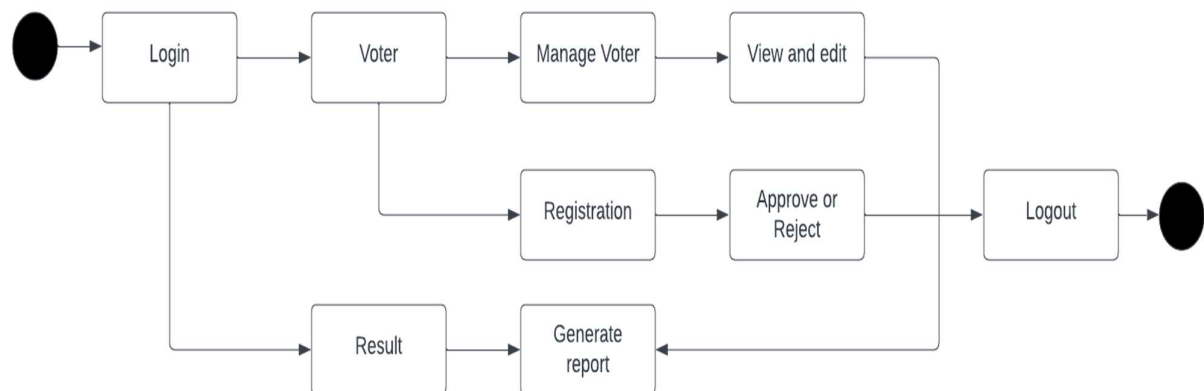 Login
Voter
Manage Voter
View and edit
Registration
Approve or
Reject
Logout
Result
Generate
report